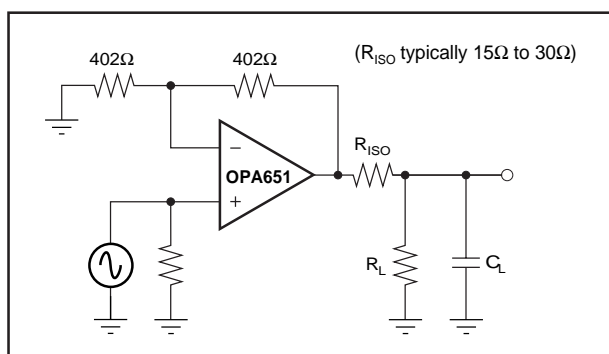 402Ω 402Ω (R_ISO typically 15Ω to 30Ω)
R_ISO
–
OPA651
+
R_L C_L